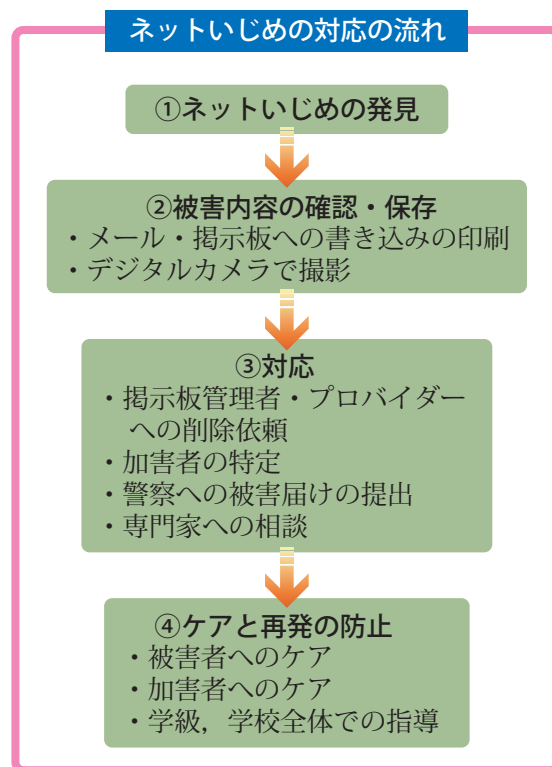 ネットいじめの対応の流れ
①ネットいじめの発見
②被害内容の確認・保存
・メール・掲示板への書き込みの印刷
・デジタルカメラで撮影
③対応
・掲示板管理者・プロバイダー
への削除依頼
・加害者の特定
・警察への被害届けの提出
・専門家への相談
④ケアと再発の防止
・被害者へのケア
・加害者へのケア
・学級，学校全体での指導